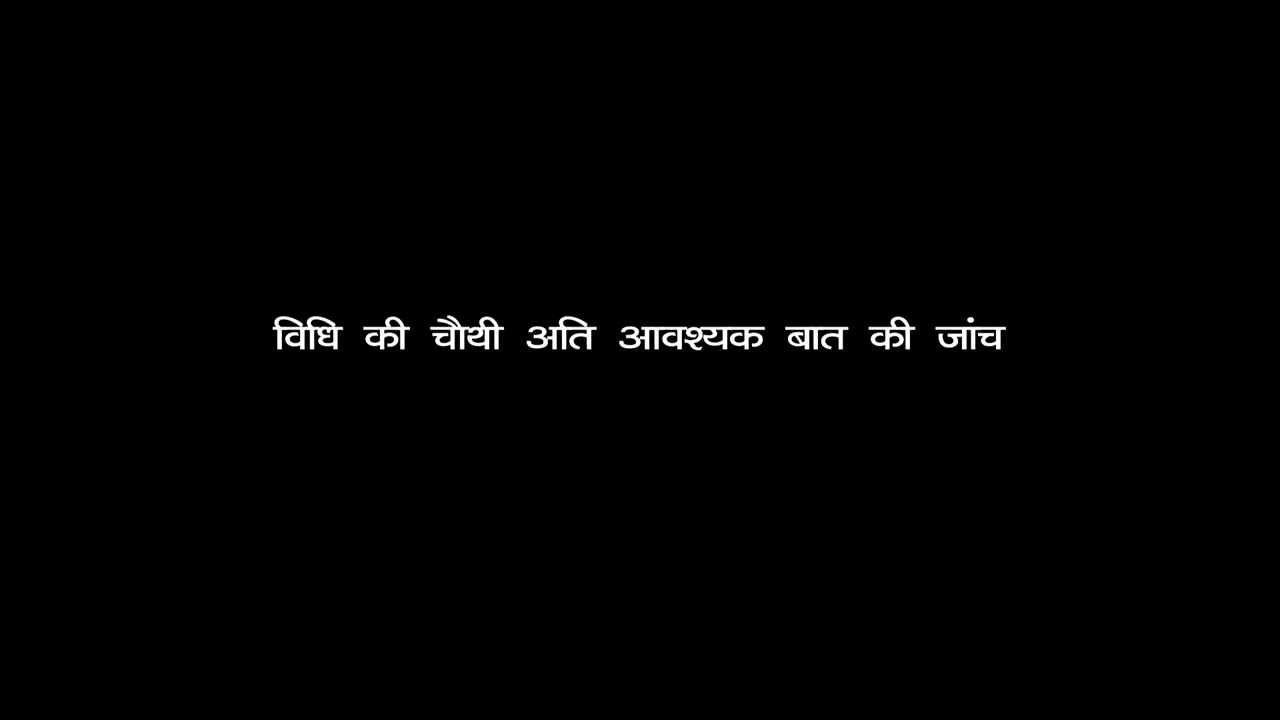 विधि की चौथी अति आवश्यक बात की जांच